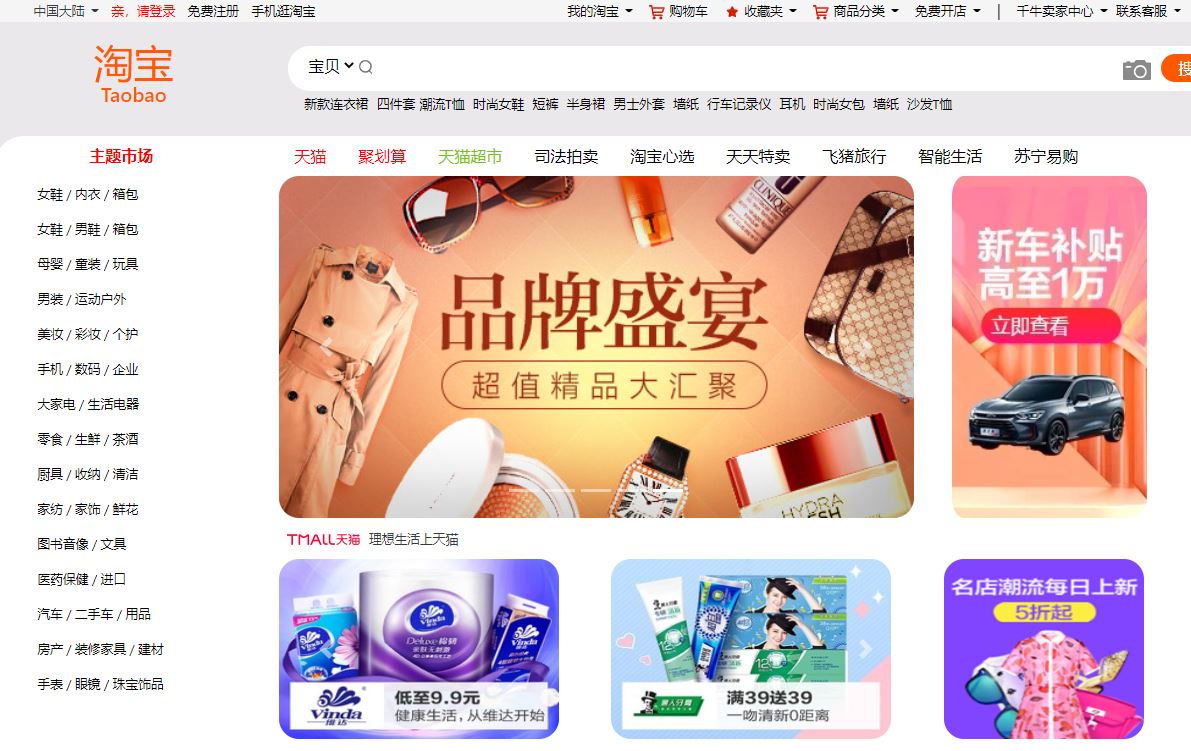 中国大陆 亲，请登录 免费注册 手机逛淘宝 我的淘宝 购物车 收藏夹 商品分类 免费开店 | 千牛卖家中心 联系客服
淘宝
Taobao
宝贝
搜
新款连衣裙 四件套 潮流T恤 时尚女鞋 短裤 半身裙 男士外套 墙纸 行车记录仪 耳机 时尚女包 墙纸 沙发T恤
主题市场
天猫 聚划算 天猫超市 司法拍卖 淘宝心选 天天特卖 飞猪旅行 智能生活 苏宁易购
女鞋 / 内衣 / 箱包
女鞋 / 男鞋 / 箱包
母婴 / 童装 / 玩具
男装 / 运动户外
美妆 / 彩妆 / 个护
手机 / 数码 / 企业
大家电 / 生活电器
零食 / 生鲜 / 茶酒
厨具 / 收纳 / 清洁
家纺 / 家饰 / 鲜花
图书音像 / 文具
医药保健 / 进口
汽车 / 二手车 / 用品
房产 / 装修家具 / 建材
手表 / 眼镜 / 珠宝饰品
CLINIQUE
品牌盛宴
超值精品大汇聚
HYDRA
新车补贴
高至1万
立即查看
TMALL天猫 理想生活上天猫
Vinda
Deluxe
Vinda
维达
低至9.9元
健康生活，从维达开始
黑人牙膏
满39送39
一吻清新0距离
名店潮流每日上新
5折起